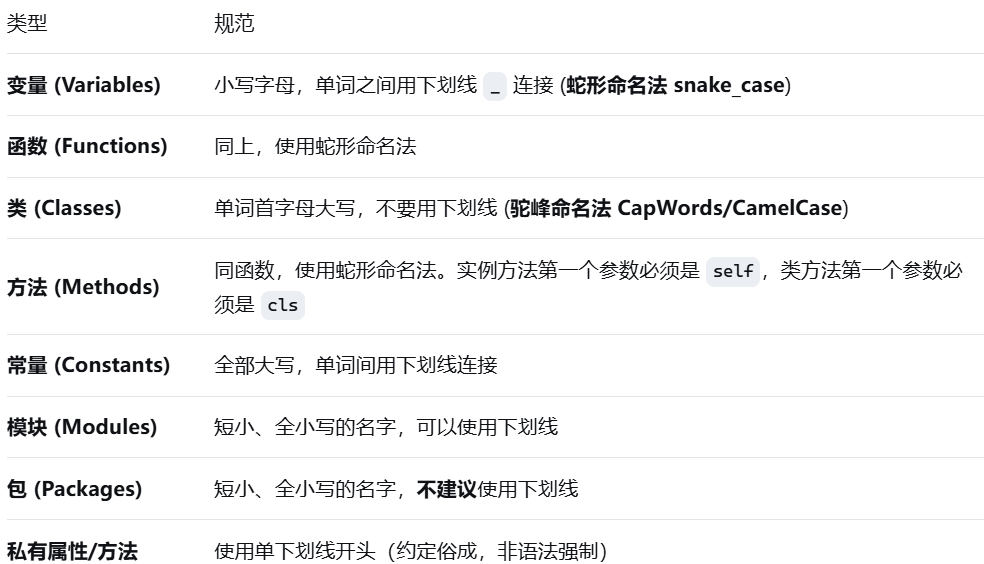 类型 规范
变量 (Variables) 小写字母，单词之间用下划线 _ 连接 (蛇形命名法 snake_case)
函数 (Functions) 同上，使用蛇形命名法
类 (Classes) 单词首字母大写，不要用下划线 (驼峰命名法 CapWords/CamelCase)
方法 (Methods) 同函数，使用蛇形命名法。实例方法第一个参数必须是 self，类方法第一个参数必
须是 cls
常量 (Constants) 全部大写，单词间用下划线连接
模块 (Modules) 短小、全小写的名字，可以使用下划线
包 (Packages) 短小、全小写的名字，不建议使用下划线
私有属性/方法 使用单下划线开头（约定俗成，非语法强制）